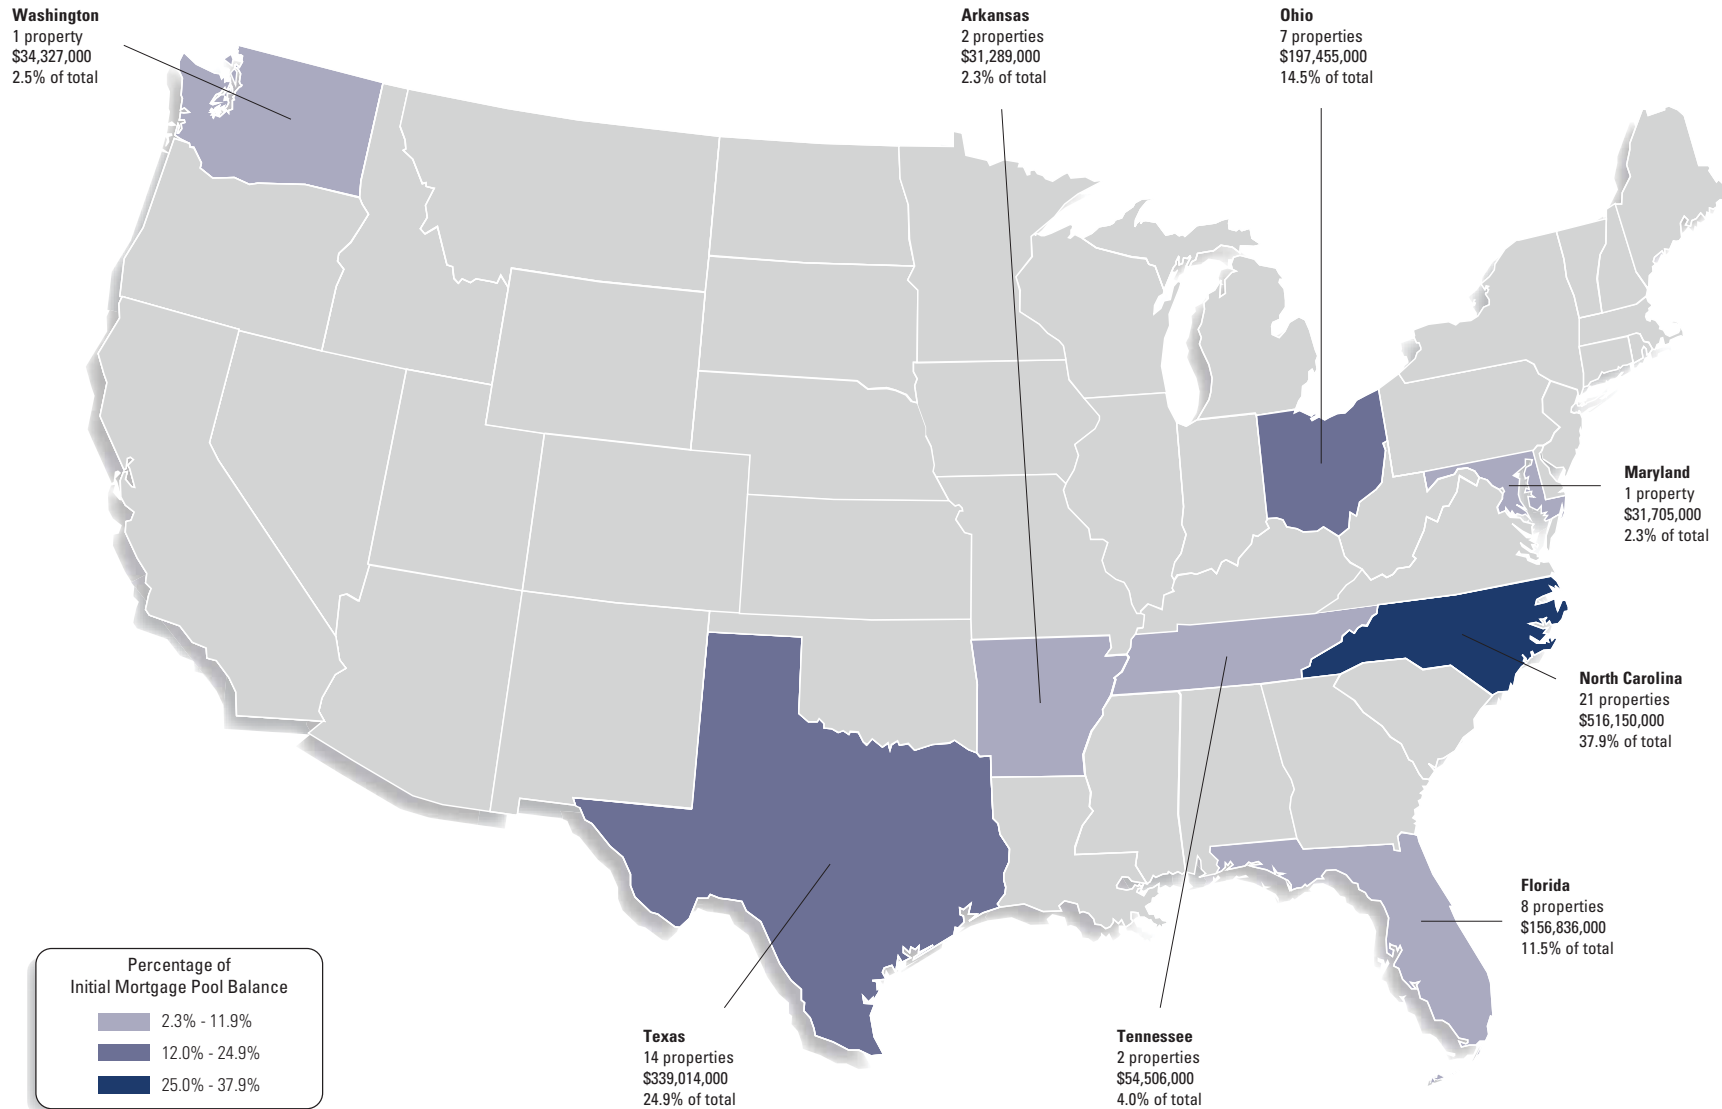 Washington
1 property
$34,327,000
2.5% of total
Arkansas
2 properties
$31,289,000
2.3% of total
Ohio
7 properties
$197,455,000
14.5% of total
Maryland
1 property
$31,705,000
2.3% of total
North Carolina
21 properties
$516,150,000
37.9% of total
Florida
8 properties
$156,836,000
11.5% of total
Texas
14 properties
$339,014,000
24.9% of total
Tennessee
2 properties
$54,506,000
4.0% of total
Percentage of
Initial Mortgage Pool Balance
2.3% - 11.9%
12.0% - 24.9%
25.0% - 37.9%